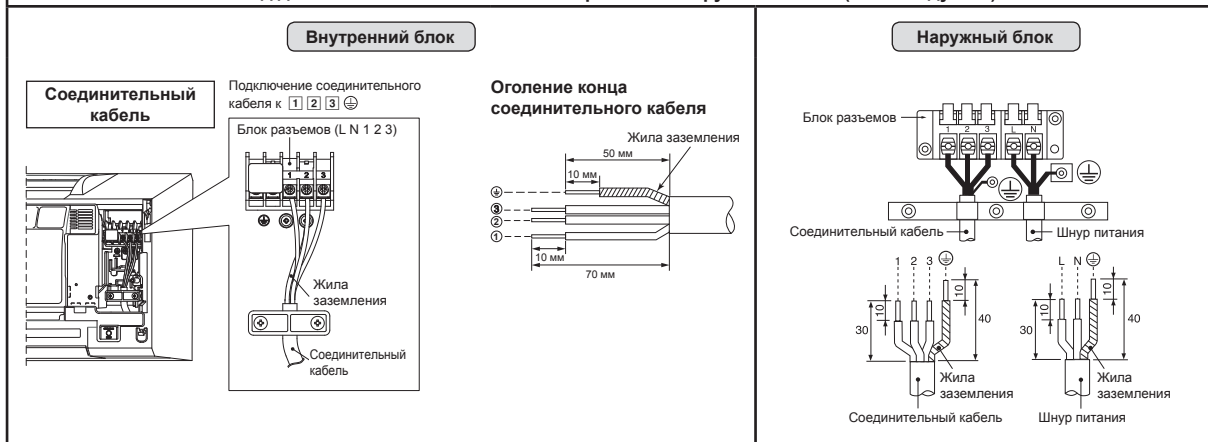 Внутренний блок
Соединительный
кабель
Подключение соединительного
кабеля к 1 2 3
Блок разъемов (L N 1 2 3)
1 2 3
Жила
заземления
Соединительный
кабель
Оголение конца
соединительного кабеля
Жила заземления
50 мм
10 мм
3
2
1
10 мм
70 мм
Наружный блок
Блок разъемов
1 2 3 L N
Соединительный кабель
Шнур питания
1 2 3
10
30
40
Жила
заземления
Соединительный кабель
L N
10
10
30
40
Жила
заземления
Шнур питания